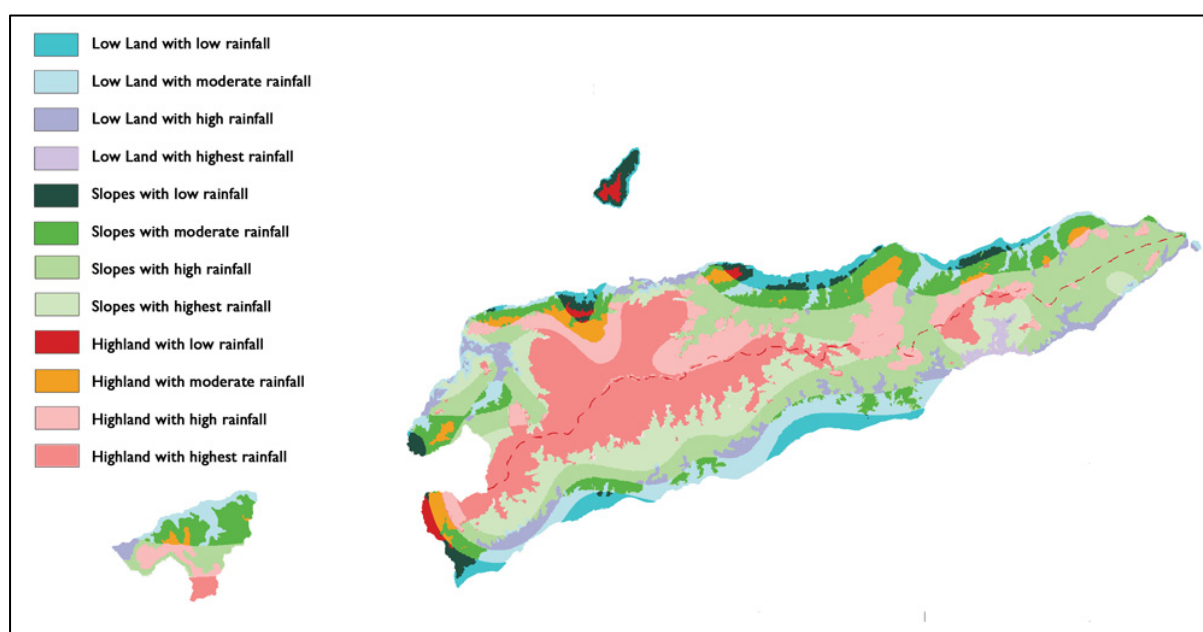 Low Land with low rainfall
Low Land with moderate rainfall
Low Land with high rainfall
Low Land with highest rainfall
Slopes with low rainfall
Slopes with moderate rainfall
Slopes with high rainfall
Slopes with highest rainfall
Highland with low rainfall
Highland with moderate rainfall
Highland with high rainfall
Highland with highest rainfall